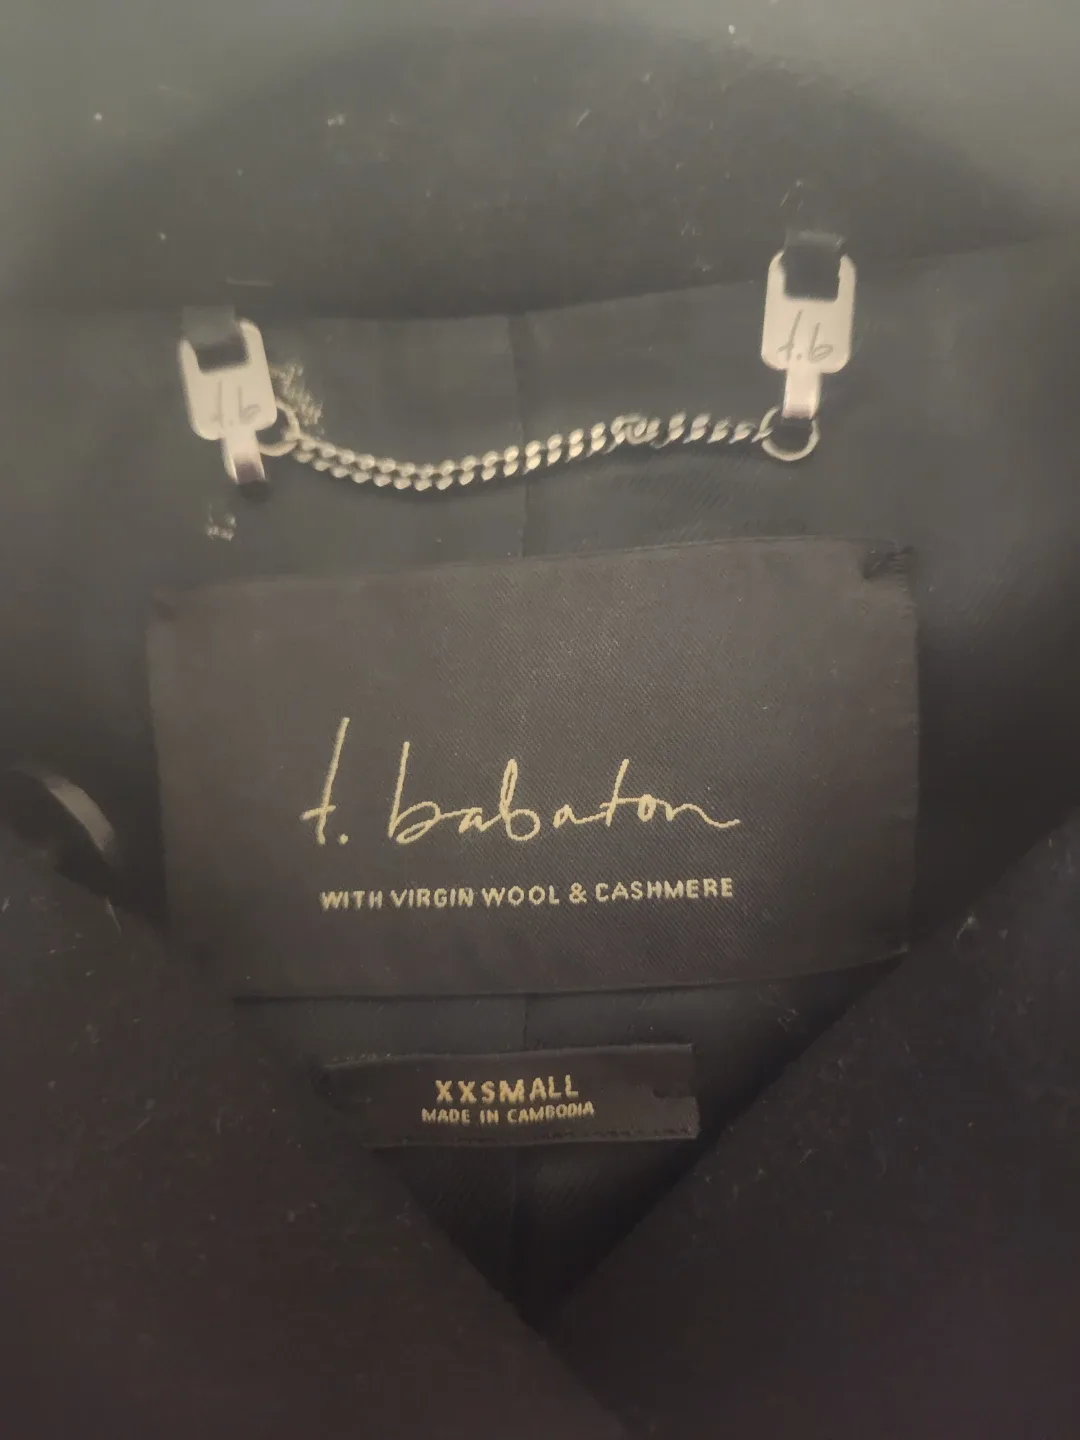 t.b
t.b
t. babaton
WITH VIRGIN WOOL & CASHMERE
XXSMALL
MADE IN CAMBODIA